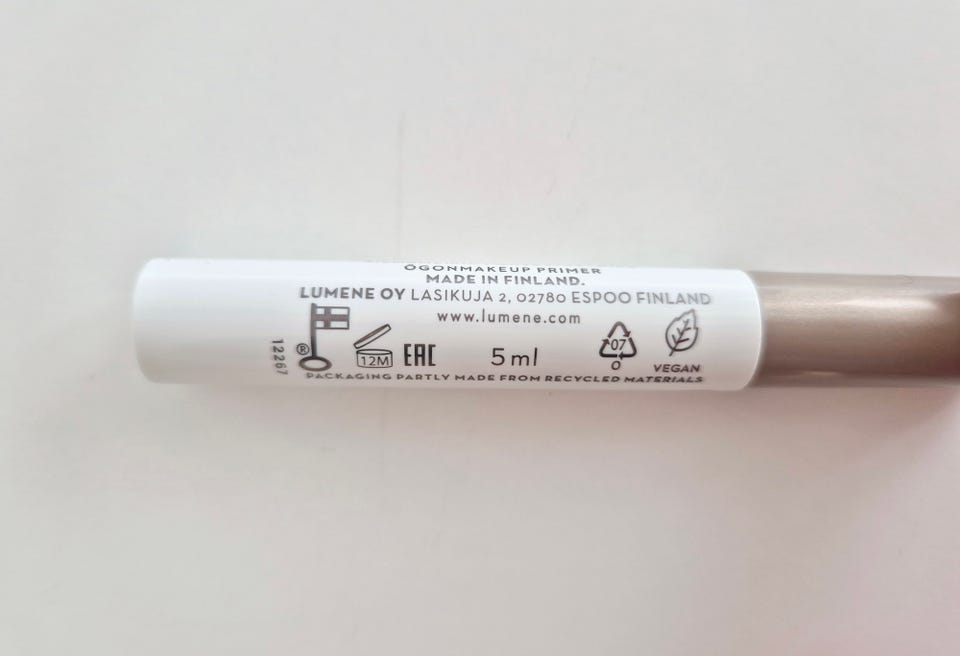 ÖGONMAKEUP PRIMER
MADE IN FINLAND.
LUMENE OY LASIKUJA 2, 02780 ESPOO FINLAND
www.lumene.com
12267
®
12M
EAC
5 ml
07
O
VEGAN
PACKAGING PARTLY MADE FROM RECYCLED MATERIALS